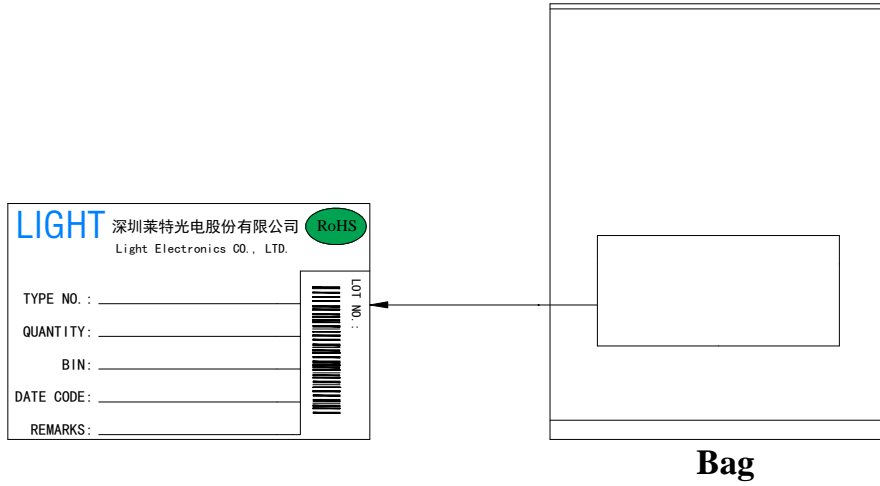 LIGHT 深圳莱特光电股份有限公司 RoHS
Light Electronics CO., LTD.
LOT NO.:
TYPE NO.:
QUANTITY:
BIN:
DATE CODE:
REMARKS:
Bag